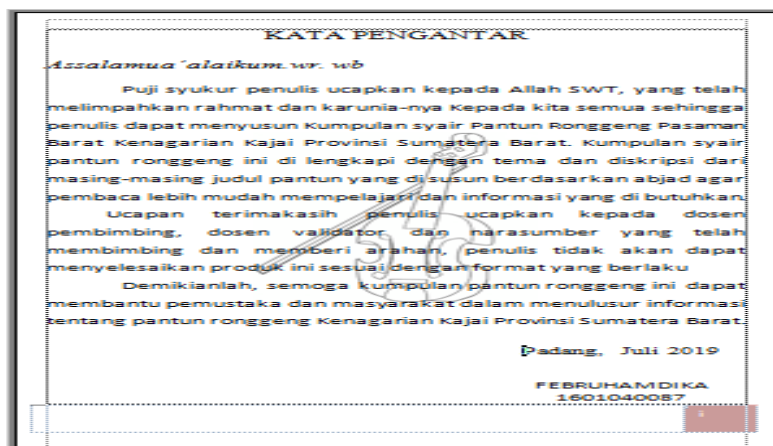 KATA PENGANTAR
Assalamua´alaikum.wr. wb
Puji syukur penulis ucapkan kepada Allah SWT, yang telah
melimpahkan rahmat dan karunia-nya Kepada kita semua sehingga
penulis dapat menyusun Kumpulan syair Pantun Ronggeng Pasaman
Barat Kenagarian Kajai Provinsi Sumatera Barat. Kumpulan syair
pantun ronggeng ini di lengkapi dengan tema dan diskripsi dari
masing-masing judul pantun yang di susun berdasarkan abjad agar
pembaca lebih mudah mempelajari dan informasi yang di butuhkan.
Ucapan terimakasih penulis ucapkan kepada dosen
pembimbing, dosen validator dan narasumber yang telah
membimbing dan memberi arahan, penulis tidak akan dapat
menyelesaikan produk ini sesuai dengan format yang berlaku
Demikianlah, semoga kumpulan pantun ronggeng ini dapat
membantu pemustaka dan masyarakat dalam menulusur informasi
tentang pantun ronggeng Kenagarian Kajai Provinsi Sumatera Barat.
Padang, Juli 2019
FEBRUHAMDIKA
1601040087